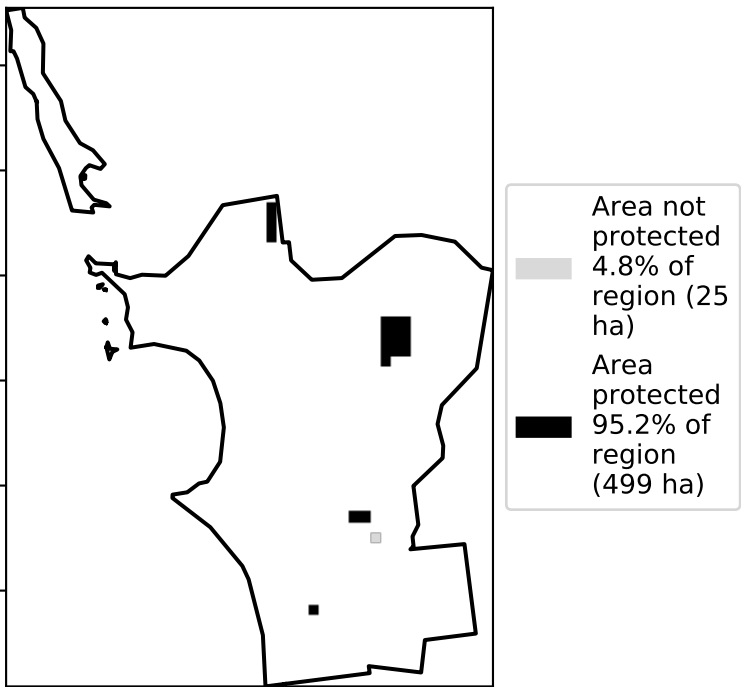 Area not
protected
4.8% of
region (25
ha)
Area
protected
95.2% of
region
(499 ha)